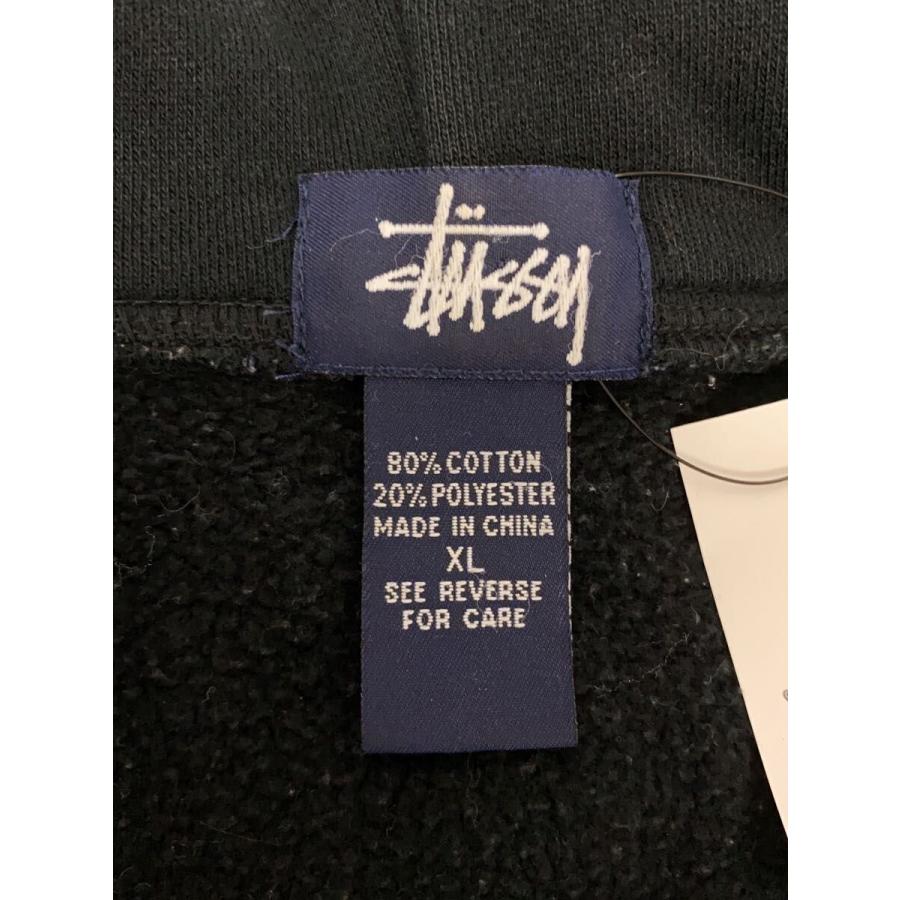 Stüssy
80% COTTON
20% POLYESTER
MADE IN CHINA
XL
SEE REVERSE
FOR CARE